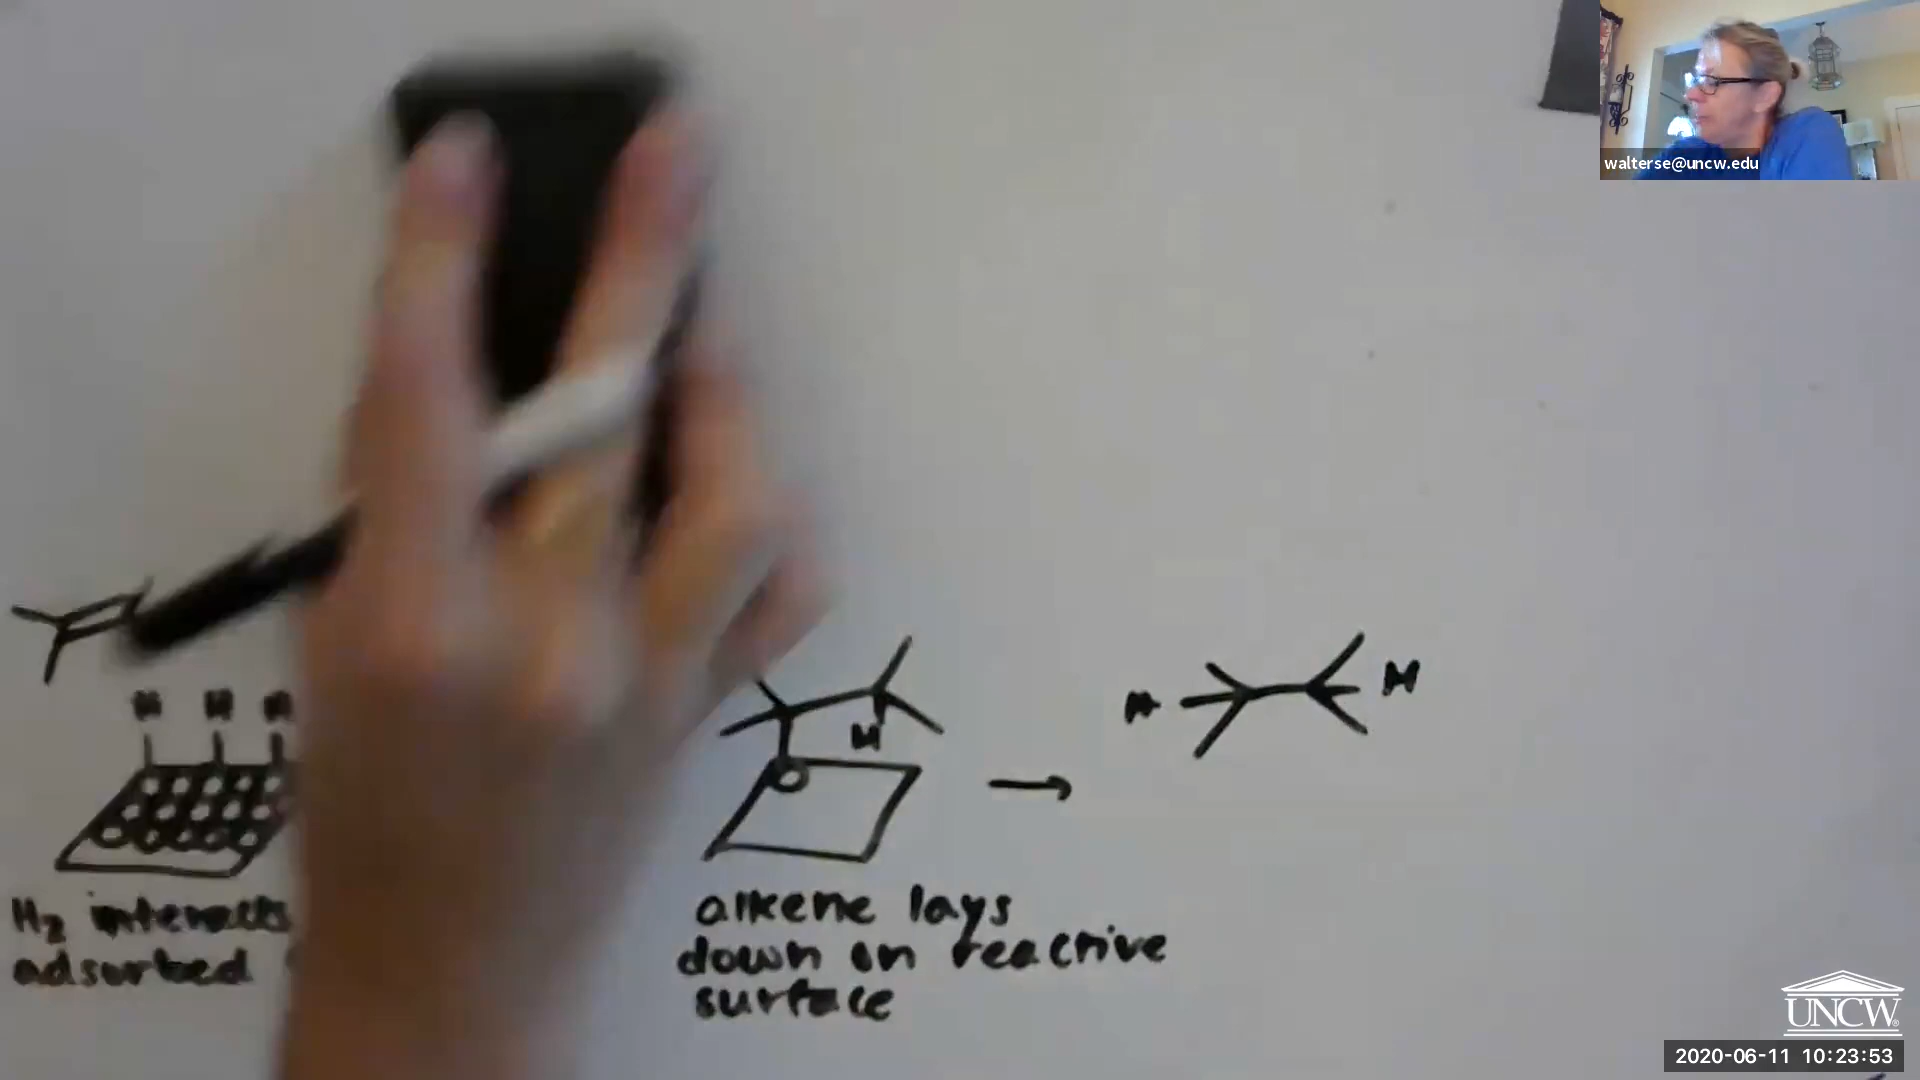 walterse@uncw.edu
H H H
H
H
H
H₂ interacts
adsorbed
alkene lays
down on reactive
surface
UNCW
2020-06-11 10:23:53